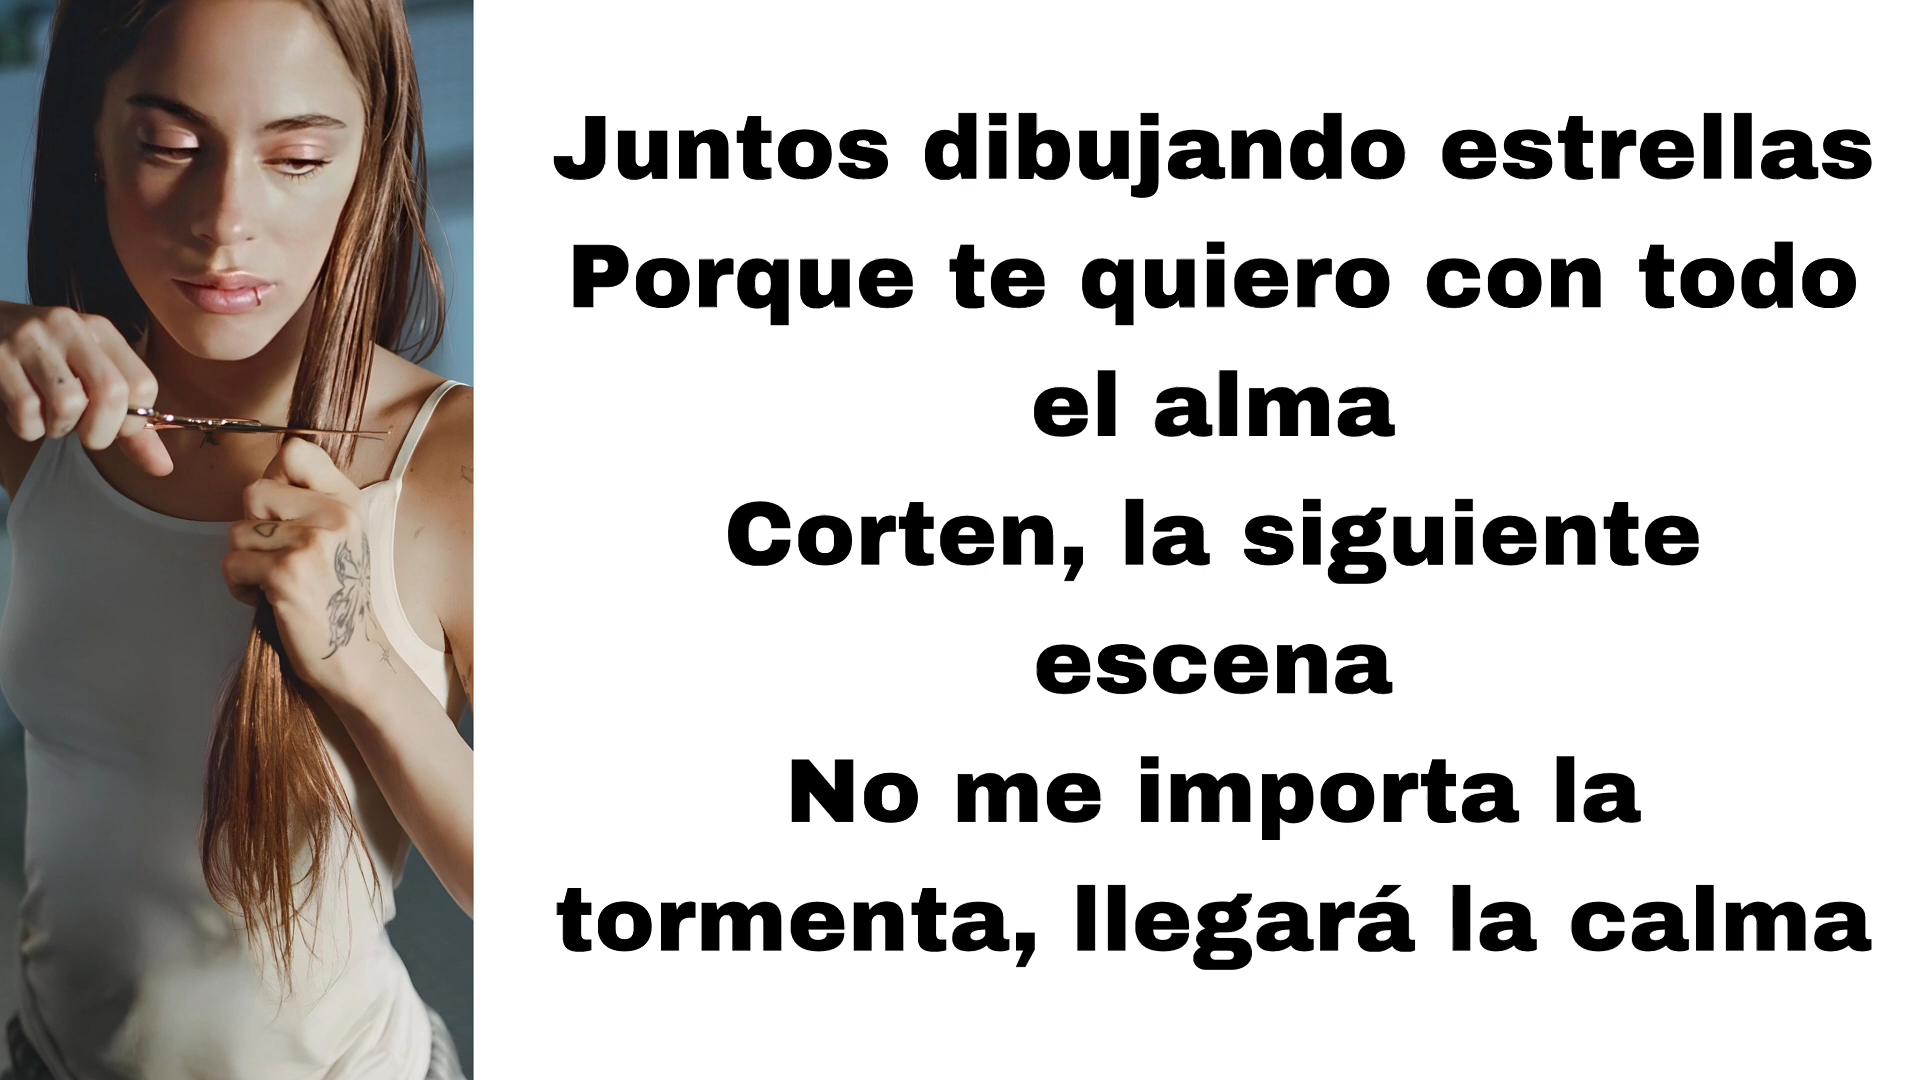 Juntos dibujando estrellas
Porque te quiero con todo
el alma
Corten, la siguiente
escena
No me importa la
tormenta, llegará la calma